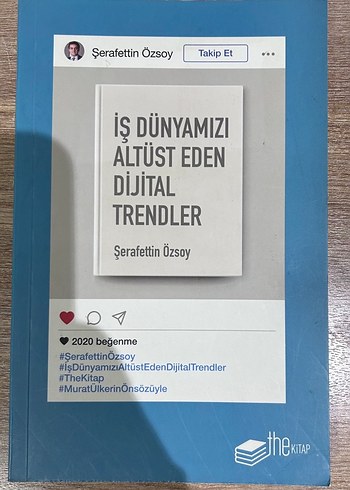 Şerafettin Özsoy
Takip Et
İŞ DÜNYAMIZI
ALTÜST EDEN
DİJİTAL
TRENDLER
Şerafettin Özsoy
2020 beğenme
#ŞerafettinÖzsoy
#İşDünyamızıAltüstEdenDijitalTrendler
#TheKitap
#MuratÜlkerinÖnsözüyle
the KİTAP